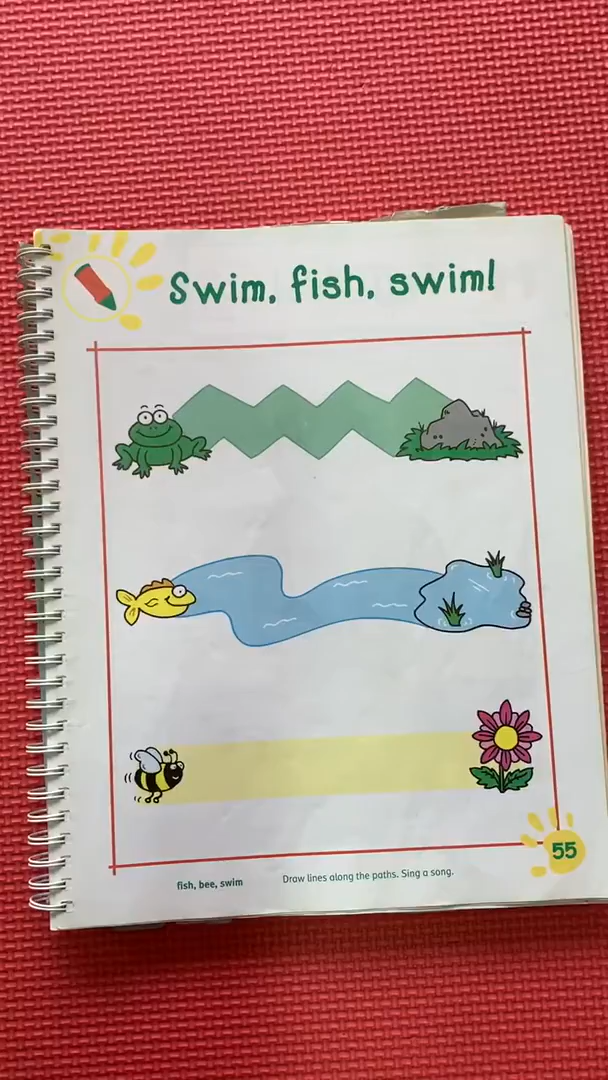 Swim, fish, swim!
fish, bee, swim
Draw lines along the paths. Sing a song.
55